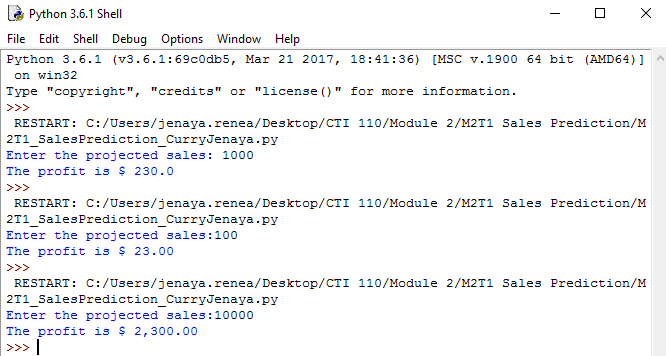 Python 3.6.1 Shell
File Edit Shell Debug Options Window Help
Python 3.6.1 (v3.6.1:69c0db5, Mar 21 2017, 18:41:36) [MSC v.1900 64 bit (AMD64)]
 on win32
Type "copyright", "credits" or "license()" for more information.
>>>
 RESTART: C:/Users/jenaya.renea/Desktop/CTI 110/Module 2/M2T1 Sales Prediction/M
2T1_SalesPrediction_CurryJenaya.py
Enter the projected sales: 1000
The profit is $ 230.0
>>>
 RESTART: C:/Users/jenaya.renea/Desktop/CTI 110/Module 2/M2T1 Sales Prediction/M
2T1_SalesPrediction_CurryJenaya.py
Enter the projected sales:100
The profit is $ 23.00
>>>
 RESTART: C:/Users/jenaya.renea/Desktop/CTI 110/Module 2/M2T1 Sales Prediction/M
2T1_SalesPrediction_CurryJenaya.py
Enter the projected sales:10000
The profit is $ 2,300.00
>>>